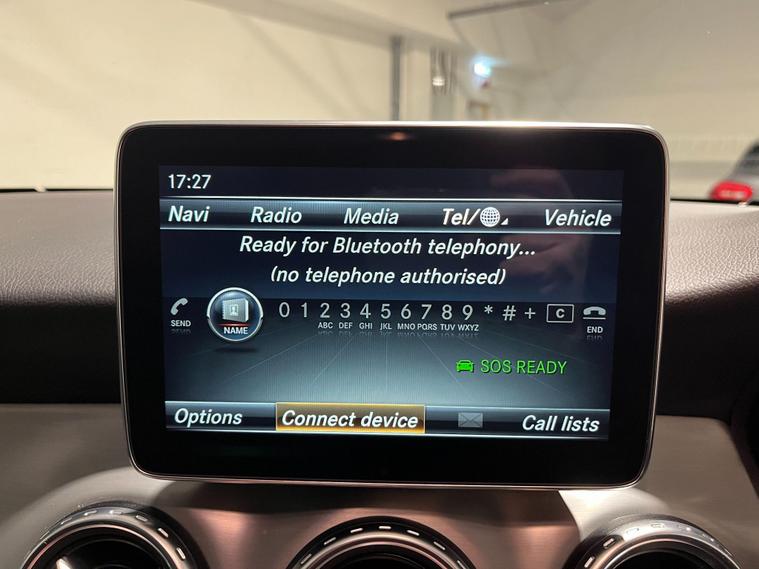 17:27
Navi Radio Media Tel/ Vehicle
Ready for Bluetooth telephony...
(no telephone authorised)
SEND NAME 0 1 2 3 4 5 6 7 8 9 * # + C END
ABC DEF GHI JKL MNO PQRS TUV WXYZ
SOS READY
Options Connect device Call lists